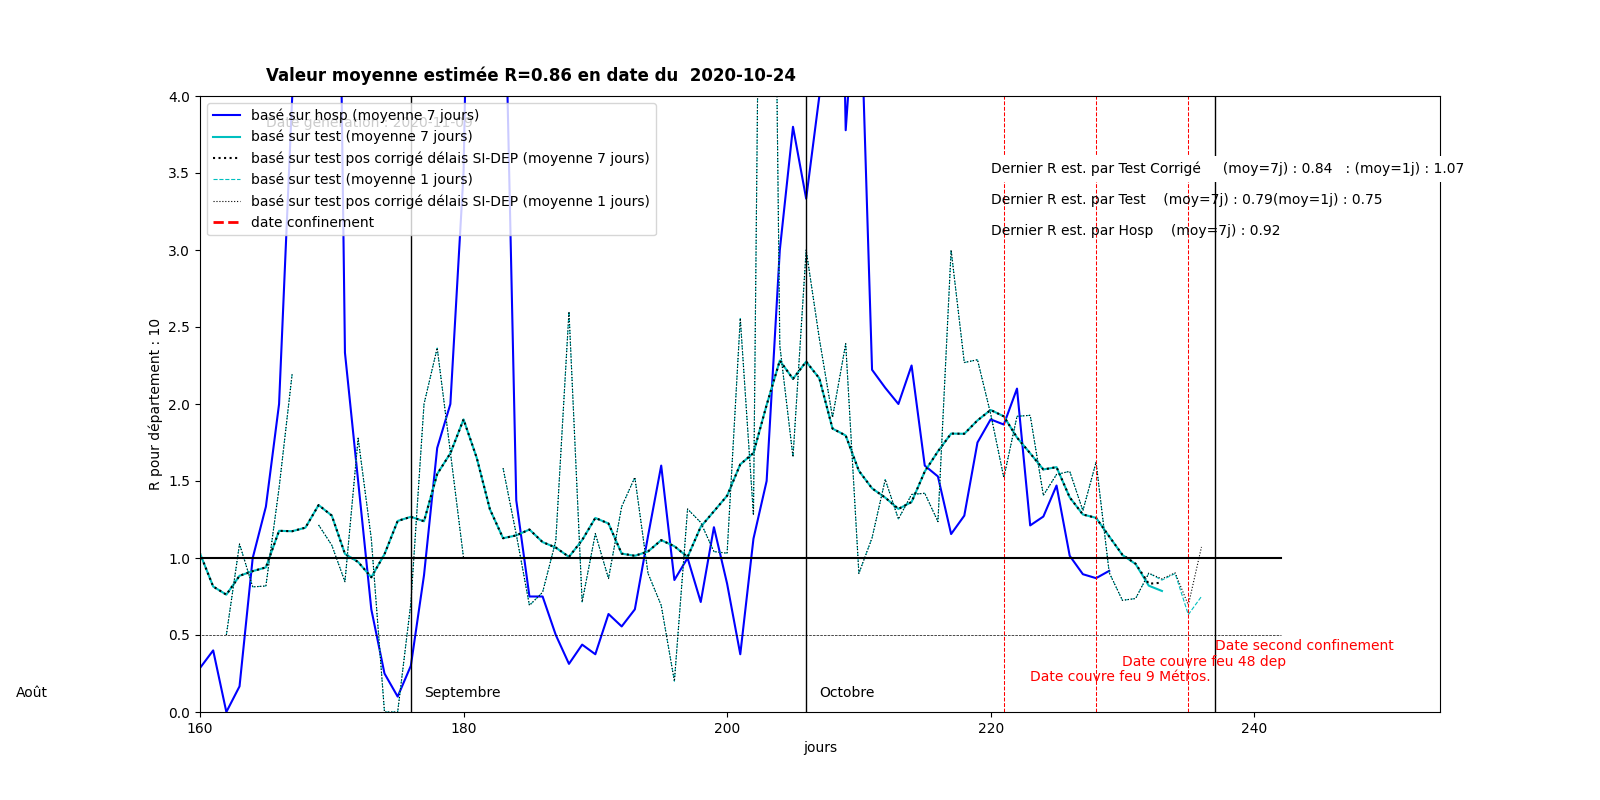 Valeur moyenne estimée R=0.86 en date du  2020-10-24
Date génération : 2020-11-09
basé sur hosp (moyenne 7 jours)
basé sur test (moyenne 7 jours)
basé sur test pos corrigé délais SI-DEP (moyenne 7 jours)
basé sur test (moyenne 1 jours)
basé sur test pos corrigé délais SI-DEP (moyenne 1 jours)
date confinement
Dernier R est. par Test Corrigé     (moy=7j) : 0.84   : (moy=1j) : 1.07
Dernier R est. par Test    (moy=7j) : 0.79(moy=1j) : 0.75
Dernier R est. par Hosp    (moy=7j) : 0.92
R pour département : 10
4.0
3.5
3.0
2.5
2.0
1.5
1.0
0.5
0.0
Date second confinement
Date couvre feu 48 dep
Date couvre feu 9 Métros.
Août
Septembre
Octobre
160 180 200 220 240
jours